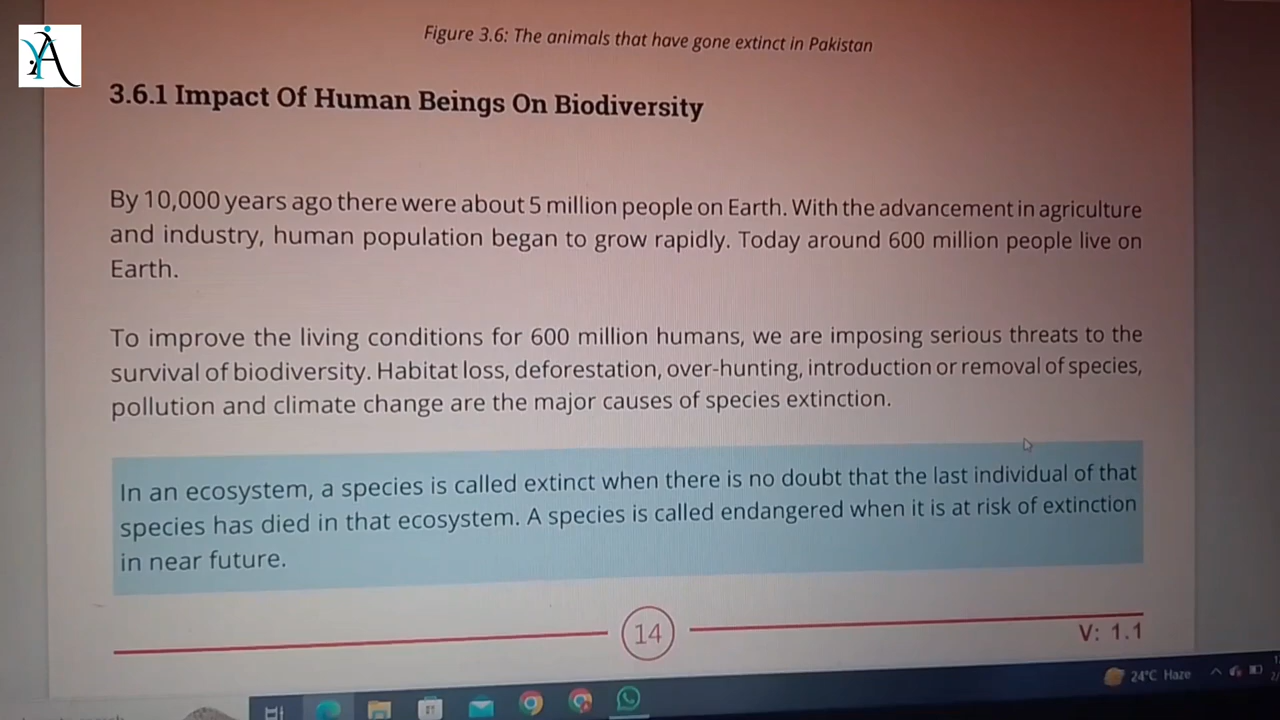 Figure 3.6: The animals that have gone extinct in Pakistan
3.6.1 Impact Of Human Beings On Biodiversity
By 10,000 years ago there were about 5 million people on Earth. With the advancement in agriculture
and industry, human population began to grow rapidly. Today around 600 million people live on
Earth.
To improve the living conditions for 600 million humans, we are imposing serious threats to the
survival of biodiversity. Habitat loss, deforestation, over-hunting, introduction or removal of species,
pollution and climate change are the major causes of species extinction.
In an ecosystem, a species is called extinct when there is no doubt that the last individual of that
species has died in that ecosystem. A species is called endangered when it is at risk of extinction
in near future.
14
V: 1.1
24°C Haze